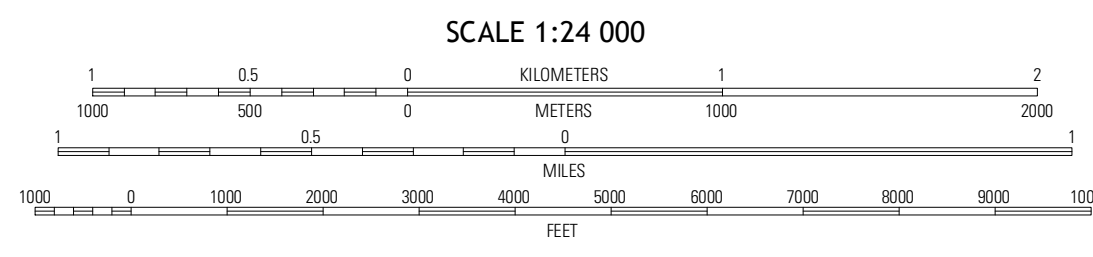 SCALE 1:24 000
1 0.5 0 KILOMETERS 1 2
1000 500 0 METERS 1000 2000
1 0.5 0 1
MILES
1000 0 1000 2000 3000 4000 5000 6000 7000 8000 9000 100
FEET